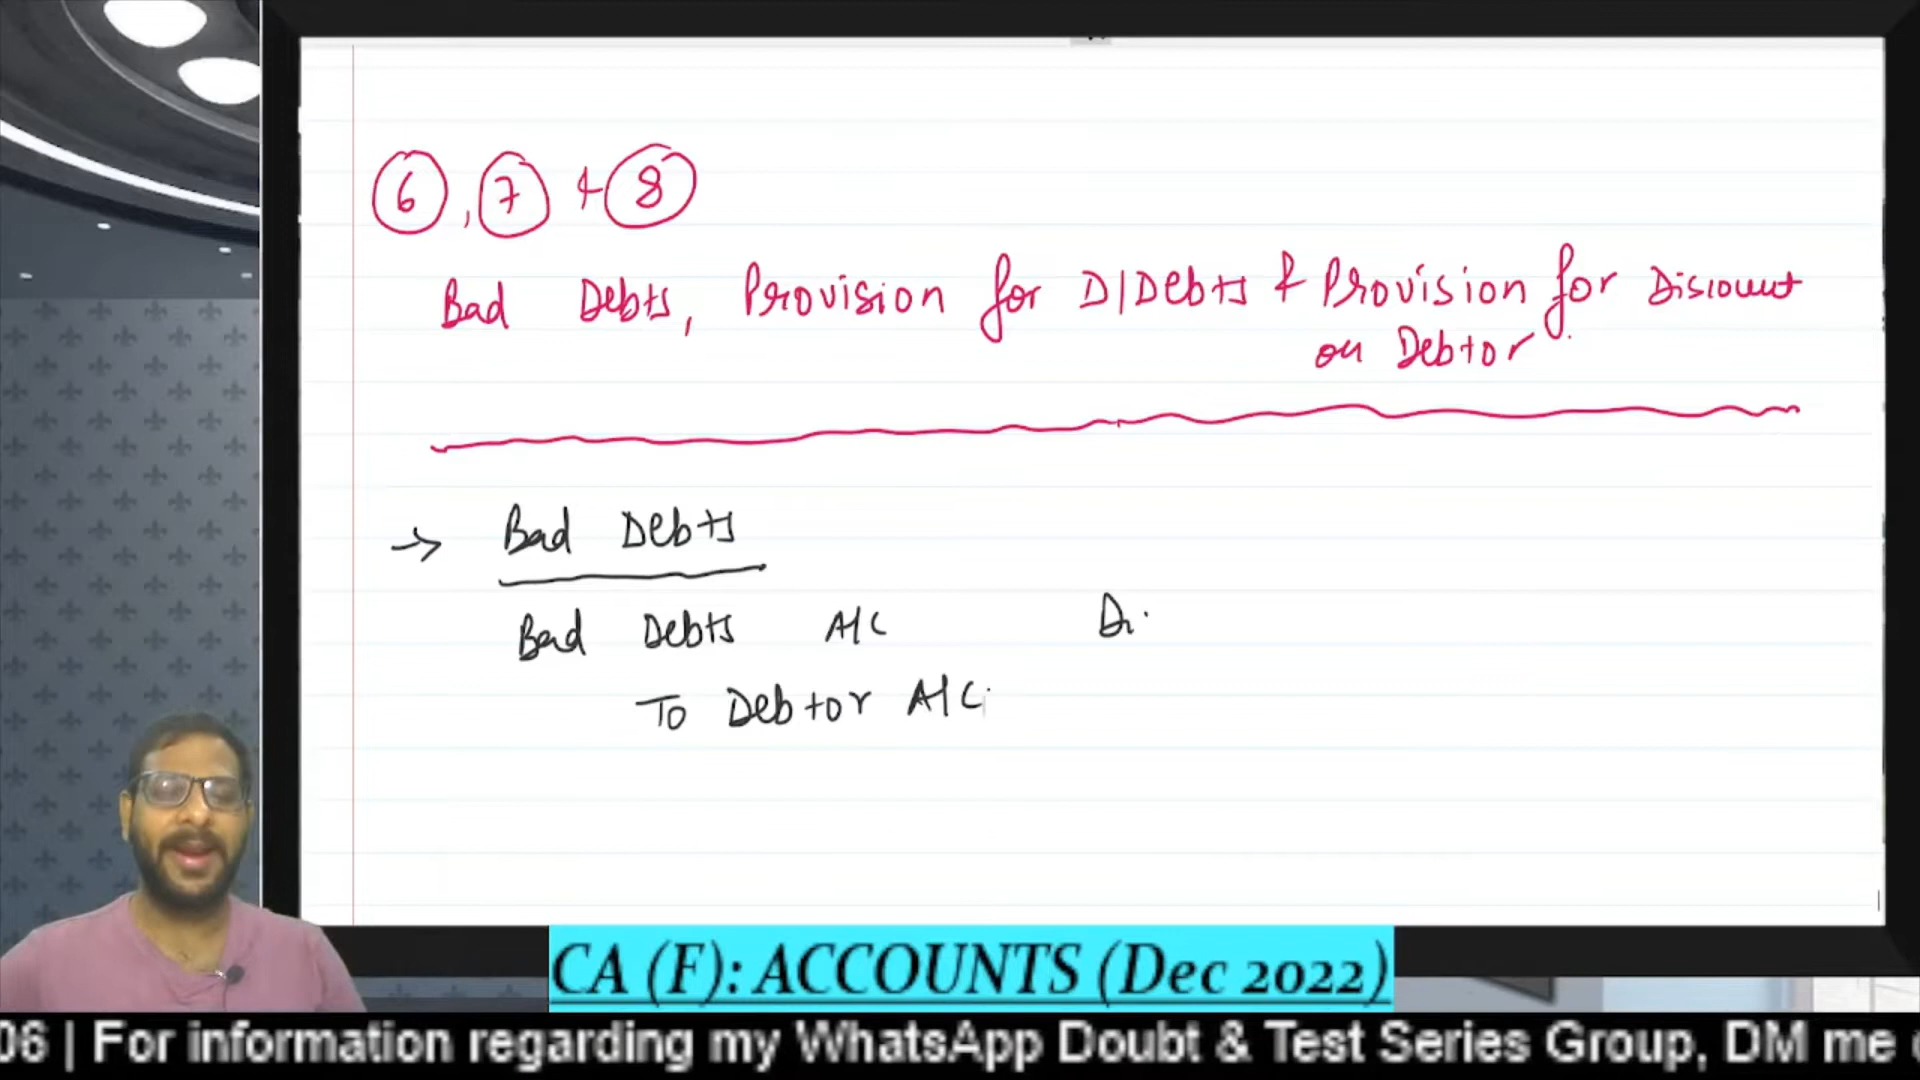 6, 7 & 8
Bad Debts, Provision for D/Debts & Provision for Discount
on Debtor
→ Bad Debts
Bad Debts A/C Dr.
To Debtor A/C
CA (F): ACCOUNTS (Dec 2022)
06 | For information regarding my WhatsApp Doubt & Test Series Group, DM me